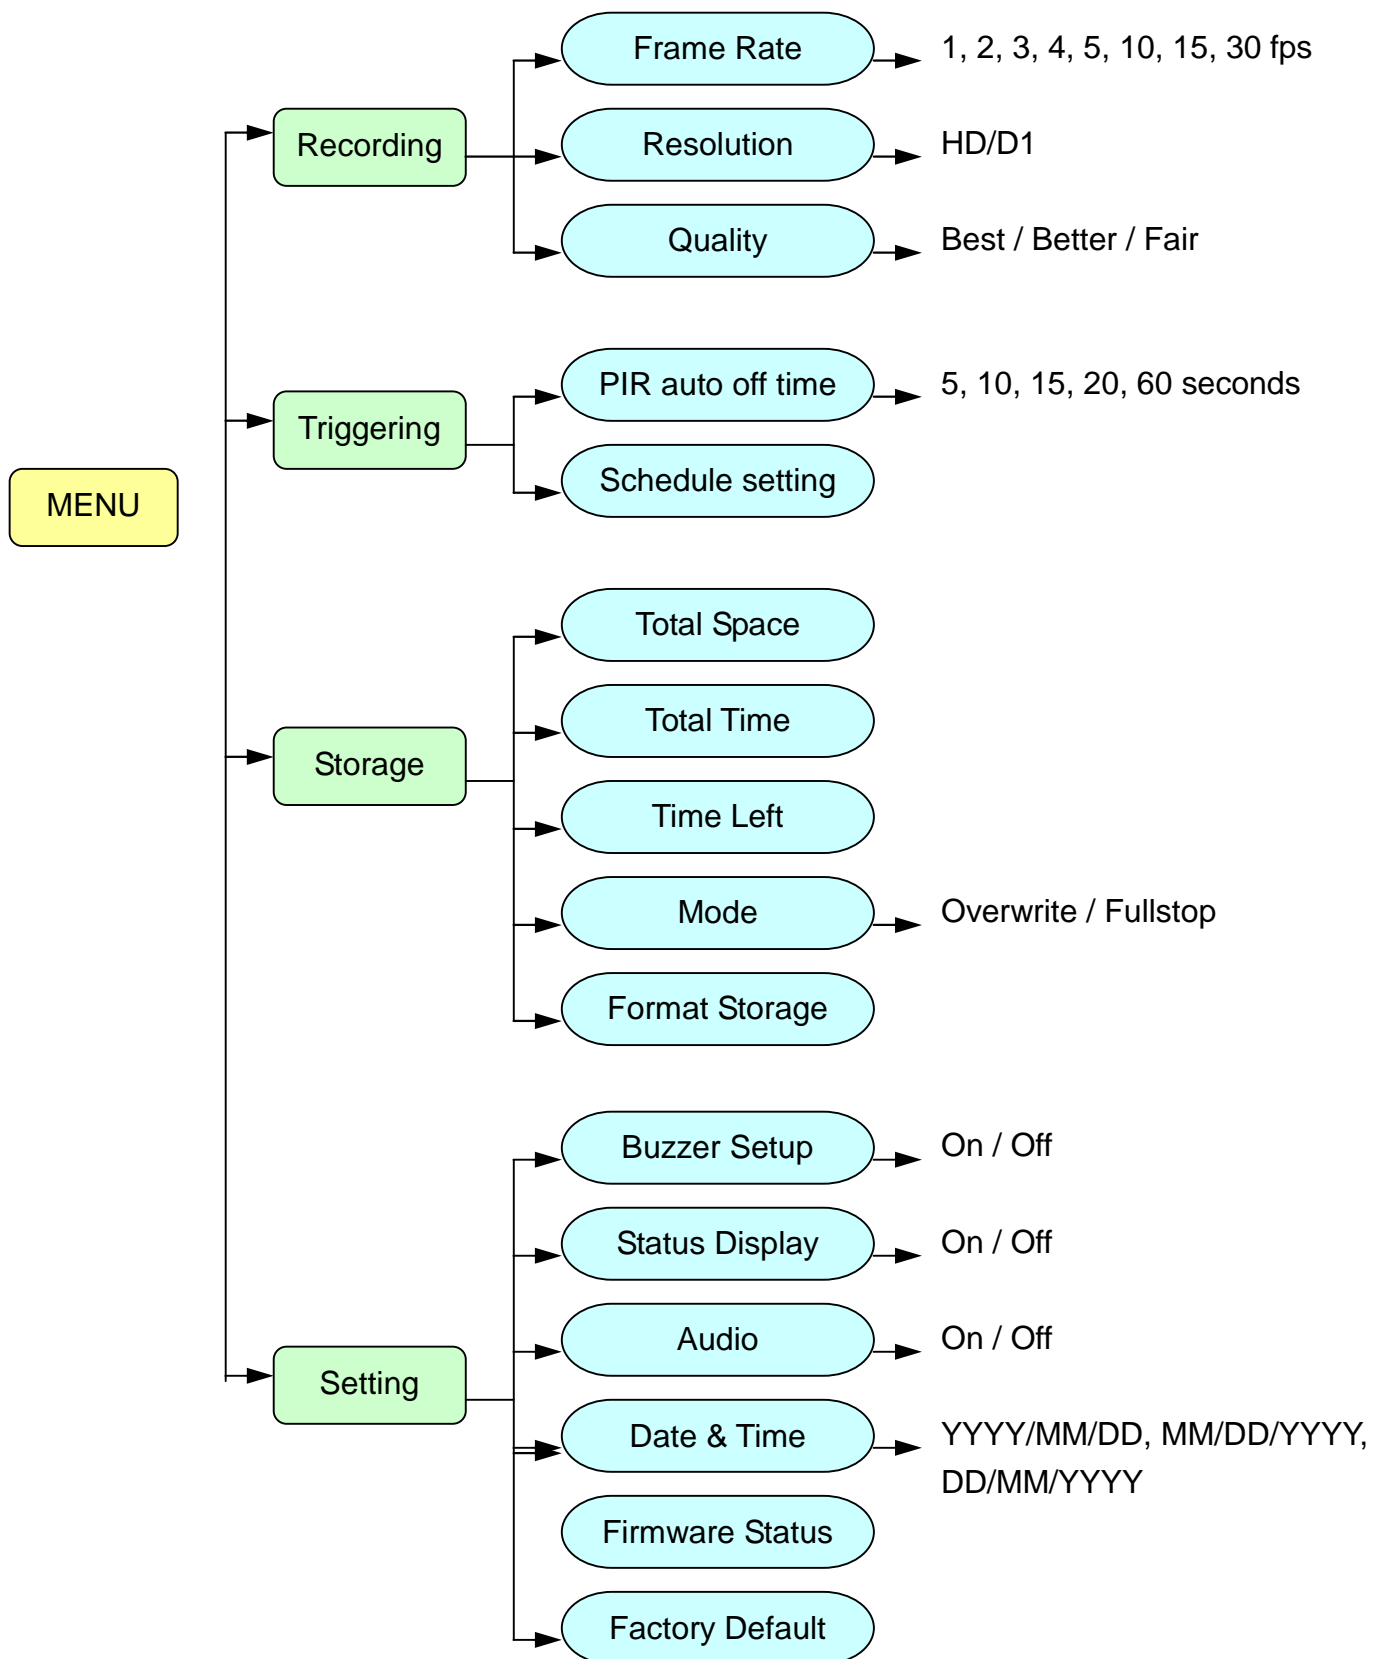 MENU
Recording
Frame Rate
1, 2, 3, 4, 5, 10, 15, 30 fps
Resolution
HD/D1
Quality
Best / Better / Fair
Triggering
PIR auto off time
5, 10, 15, 20, 60 seconds
Schedule setting
Storage
Total Space
Total Time
Time Left
Mode
Overwrite / Fullstop
Format Storage
Setting
Buzzer Setup
On / Off
Status Display
On / Off
Audio
On / Off
Date & Time
YYYY/MM/DD, MM/DD/YYYY,
DD/MM/YYYY
Firmware Status
Factory Default